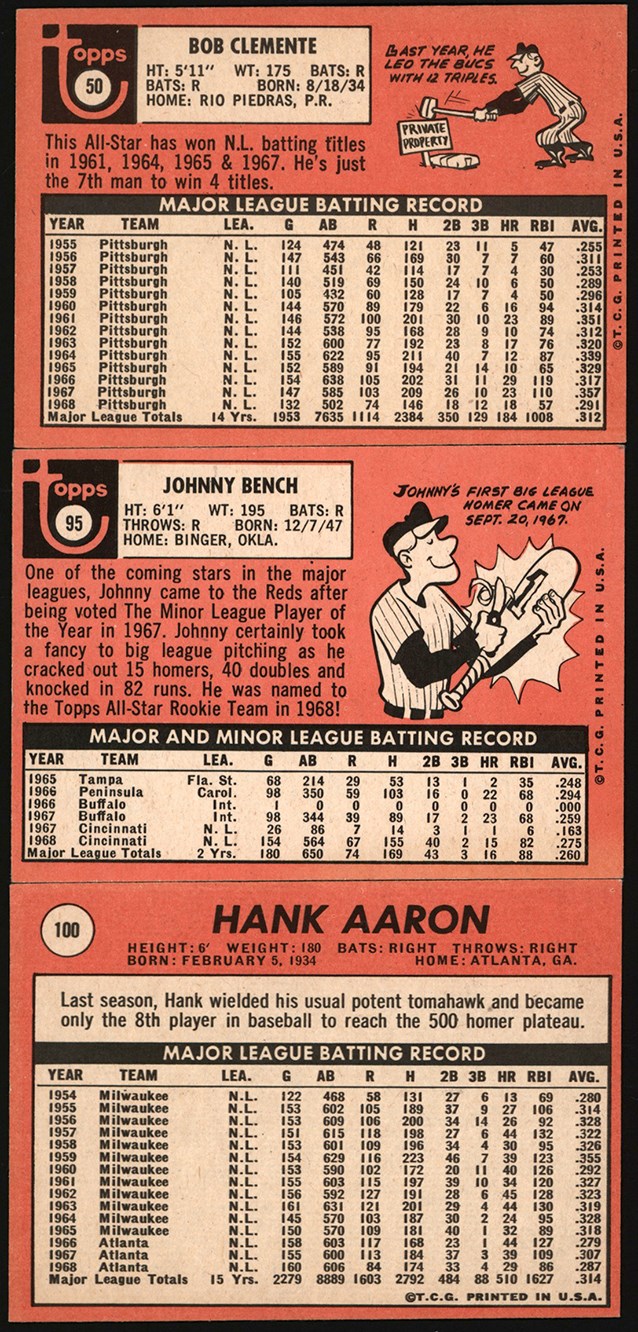 topps
50
BOB CLEMENTE
HT: 5'11" WT: 175 BATS: R
BATS: R BORN: 8/18/34
HOME: RIO PIEDRAS, P.R.
LAST YEAR, HE
LED THE BUCS
WITH 12 TRIPLES.
PRIVATE
PROPERTY
This All-Star has won N.L. batting titles
in 1961, 1964, 1965 & 1967. He's just
the 7th man to win 4 titles.
MAJOR LEAGUE BATTING RECORD
YEAR TEAM LEA. G AB R H 2B 3B HR RBI AVG.
1955 Pittsburgh N. L. 124 474 48 121 23 11 5 47 .255
1956 Pittsburgh N. L. 147 543 66 169 30 7 7 60 .311
1957 Pittsburgh N. L. 111 451 42 114 17 7 4 30 .253
1958 Pittsburgh N. L. 140 519 69 150 24 10 6 50 .289
1959 Pittsburgh N. L. 105 432 60 128 17 7 4 50 .296
1960 Pittsburgh N. L. 144 570 89 179 22 6 16 94 .314
1961 Pittsburgh N. L. 146 572 100 201 30 10 23 89 .351
1962 Pittsburgh N. L. 144 538 95 168 28 9 10 74 .312
1963 Pittsburgh N. L. 152 600 77 192 23 8 17 76 .320
1964 Pittsburgh N. L. 155 622 95 211 40 7 12 87 .339
1965 Pittsburgh N. L. 152 589 91 194 21 14 10 65 .329
1966 Pittsburgh N. L. 154 638 105 202 31 11 29 119 .317
1967 Pittsburgh N. L. 147 585 103 209 26 10 23 110 .357
1968 Pittsburgh N. L. 132 502 74 146 18 12 18 57 .291
Major League Totals 14 Yrs. 1953 7635 1114 2384 350 129 184 1008 .312
©T.C.G. PRINTED IN U.S.A.
topps
95
JOHNNY BENCH
HT: 6'1" WT: 195 BATS: R
THROWS: R BORN: 12/7/47
HOME: BINGER, OKLA.
JOHNNY'S FIRST BIG LEAGUE
HOMER CAME ON
SEPT. 20, 1967.
One of the coming stars in the major
leagues, Johnny came to the Reds after
being voted The Minor League Player of
the Year in 1967. Johnny certainly took
a fancy to big league pitching as he
cracked out 15 homers, 40 doubles and
knocked in 82 runs. He was named to
the Topps All-Star Rookie Team in 1968!
1
MAJOR AND MINOR LEAGUE BATTING RECORD
YEAR TEAM LEA. G AB R H 2B 3B HR RBI AVG.
1965 Tampa Fla. St. 68 214 29 53 13 1 2 35 .248
1966 Peninsula Carol. 98 350 59 103 16 0 22 68 .294
1966 Buffalo Int. 1 0 0 0 0 0 0 0 .000
1967 Buffalo Int. 98 344 39 89 17 2 23 68 .259
1967 Cincinnati N. L. 26 86 7 14 3 1 1 6 .163
1968 Cincinnati N. L. 154 564 67 155 40 2 15 82 .275
Major League Totals 2 Yrs. 180 650 74 169 43 3 16 88 .260
©T.C.G. PRINTED IN U.S.A.
100
HANK AARON
HEIGHT: 6' WEIGHT: 180 BATS: RIGHT THROWS: RIGHT
BORN: FEBRUARY 5, 1934 HOME: ATLANTA, GA.
Last season, Hank wielded his usual potent tomahawk and became
only the 8th player in baseball to reach the 500 homer plateau.
MAJOR LEAGUE BATTING RECORD
YEAR TEAM LEA. G AB R H 2B 3B HR RBI AVG.
1954 Milwaukee N.L. 122 468 58 131 27 6 13 69 .280
1955 Milwaukee N.L. 153 602 105 189 37 9 27 106 .314
1956 Milwaukee N.L. 153 609 106 200 34 14 26 92 .328
1957 Milwaukee N.L. 151 615 118 198 27 6 44 132 .322
1958 Milwaukee N.L. 153 601 109 196 34 4 30 95 .326
1959 Milwaukee N.L. 154 629 116 223 46 7 39 123 .355
1960 Milwaukee N.L. 153 590 102 172 20 11 40 126 .292
1961 Milwaukee N.L. 155 603 115 197 39 10 34 120 .327
1962 Milwaukee N.L. 156 592 127 191 28 6 45 128 .323
1963 Milwaukee N.L. 161 631 121 201 29 4 44 130 .319
1964 Milwaukee N.L. 145 570 103 187 30 2 24 95 .328
1965 Milwaukee N.L. 150 570 109 181 40 1 32 89 .318
1966 Atlanta N.L. 158 603 117 168 23 1 44 127 .279
1967 Atlanta N.L. 155 600 113 184 37 3 39 109 .307
1968 Atlanta N.L. 160 606 84 174 33 4 29 86 .287
Major League Totals 15 Yrs. 2279 8889 1603 2792 484 88 510 1627 .314
©T.C.G. PRINTED IN U.S.A.